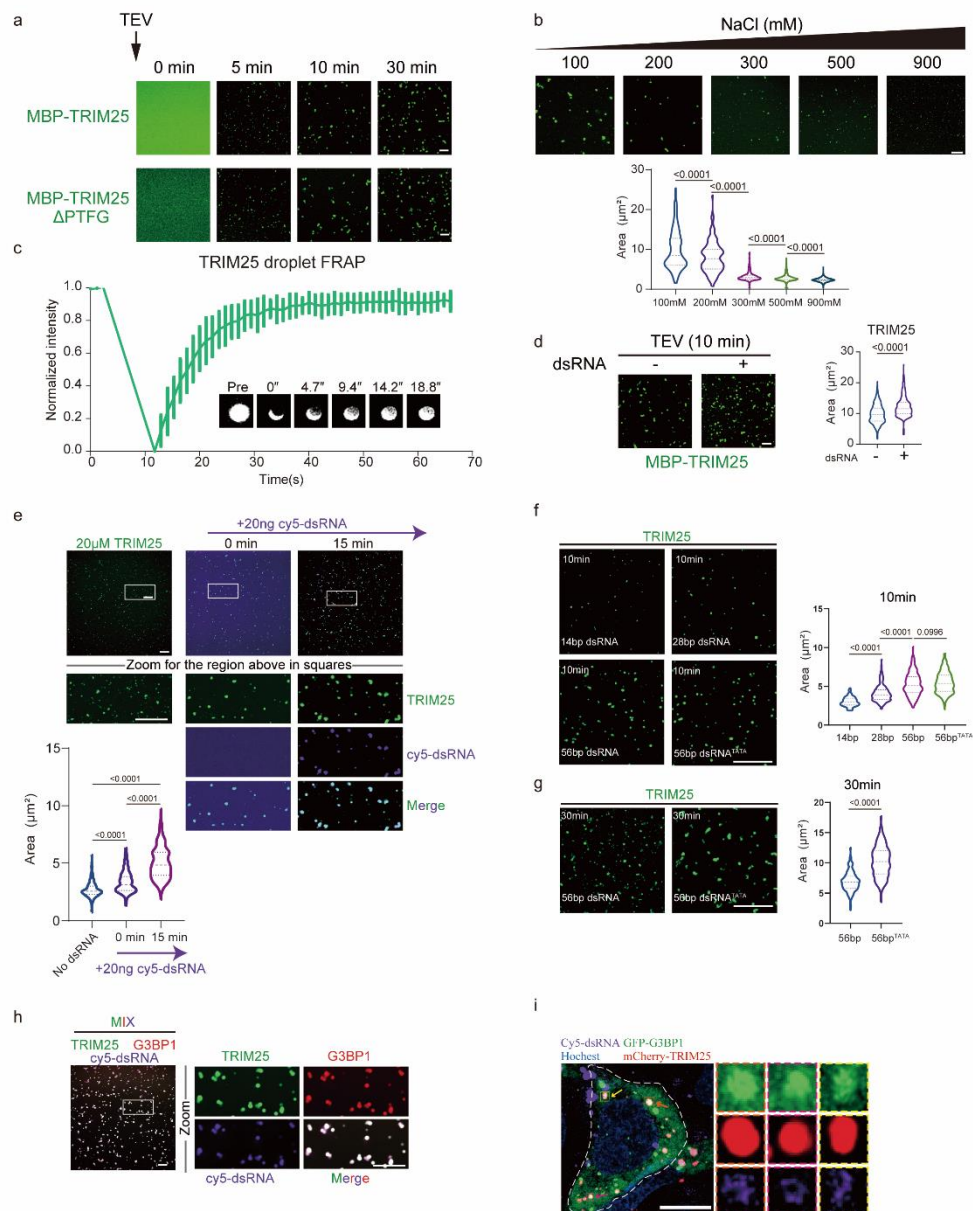 a
TEV
0 min 5 min 10 min 30 min
MBP-TRIM25
MBP-TRIM25
ΔPTFG
b
NaCl (mM)
100 200 300 500 900
Area (µm²)
30
20
10
0
<0.0001
<0.0001
<0.0001 <0.0001
100mM 200mM 300mM 500mM 900mM
c
TRIM25 droplet FRAP
Normalized intensity
1.0
0.8
0.6
0.4
0.2
0.0
Pre 0″ 4.7″ 9.4″ 14.2″ 18.8″
0 10 20 30 40 50 60 70
Time(s)
d
TEV (10 min)
dsRNA - +
MBP-TRIM25
TRIM25
<0.0001
Area (µm²)
30
20
10
0
dsRNA - +
e
+20ng cy5-dsRNA
20µM TRIM25 0 min 15 min
Zoom for the region above in squares
TRIM25
cy5-dsRNA
Merge
Area (µm²)
15
10
5
0
<0.0001
<0.0001
<0.0001
No dsRNA 0 min 15 min
+20ng cy5-dsRNA
f
TRIM25
10min 10min
14bp dsRNA 28bp dsRNA
10min 10min
56bp dsRNA 56bp dsRNATATA
10min
Area (µm²)
15
10
5
0
<0.0001 <0.0001 0.0996
14bp 28bp 56bp 56bpTATA
g
TRIM25
30min 30min
56bp dsRNA 56bp dsRNATATA
30min
Area (µm²)
20
15
10
5
0
<0.0001
56bp 56bpTATA
h
MIX
TRIM25 G3BP1
cy5-dsRNA
Zoom
TRIM25 G3BP1
cy5-dsRNA Merge
i
Cy5-dsRNA GFP-G3BP1
Hochest mCherry-TRIM25